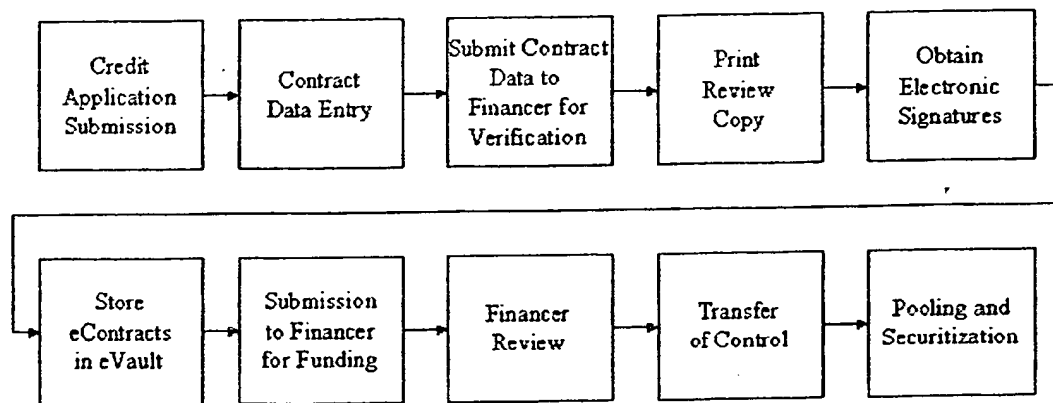 Credit
Application
Submission
Contract
Data Entry
Submit Contract
Data to
Financer for
Verification
Print
Review
Copy
Obtain
Electronic
Signatures
Store
eContracts
in eVault
Submission
to Financer
for Funding
Financer
Review
Transfer
of Control
Pooling and
Securitization